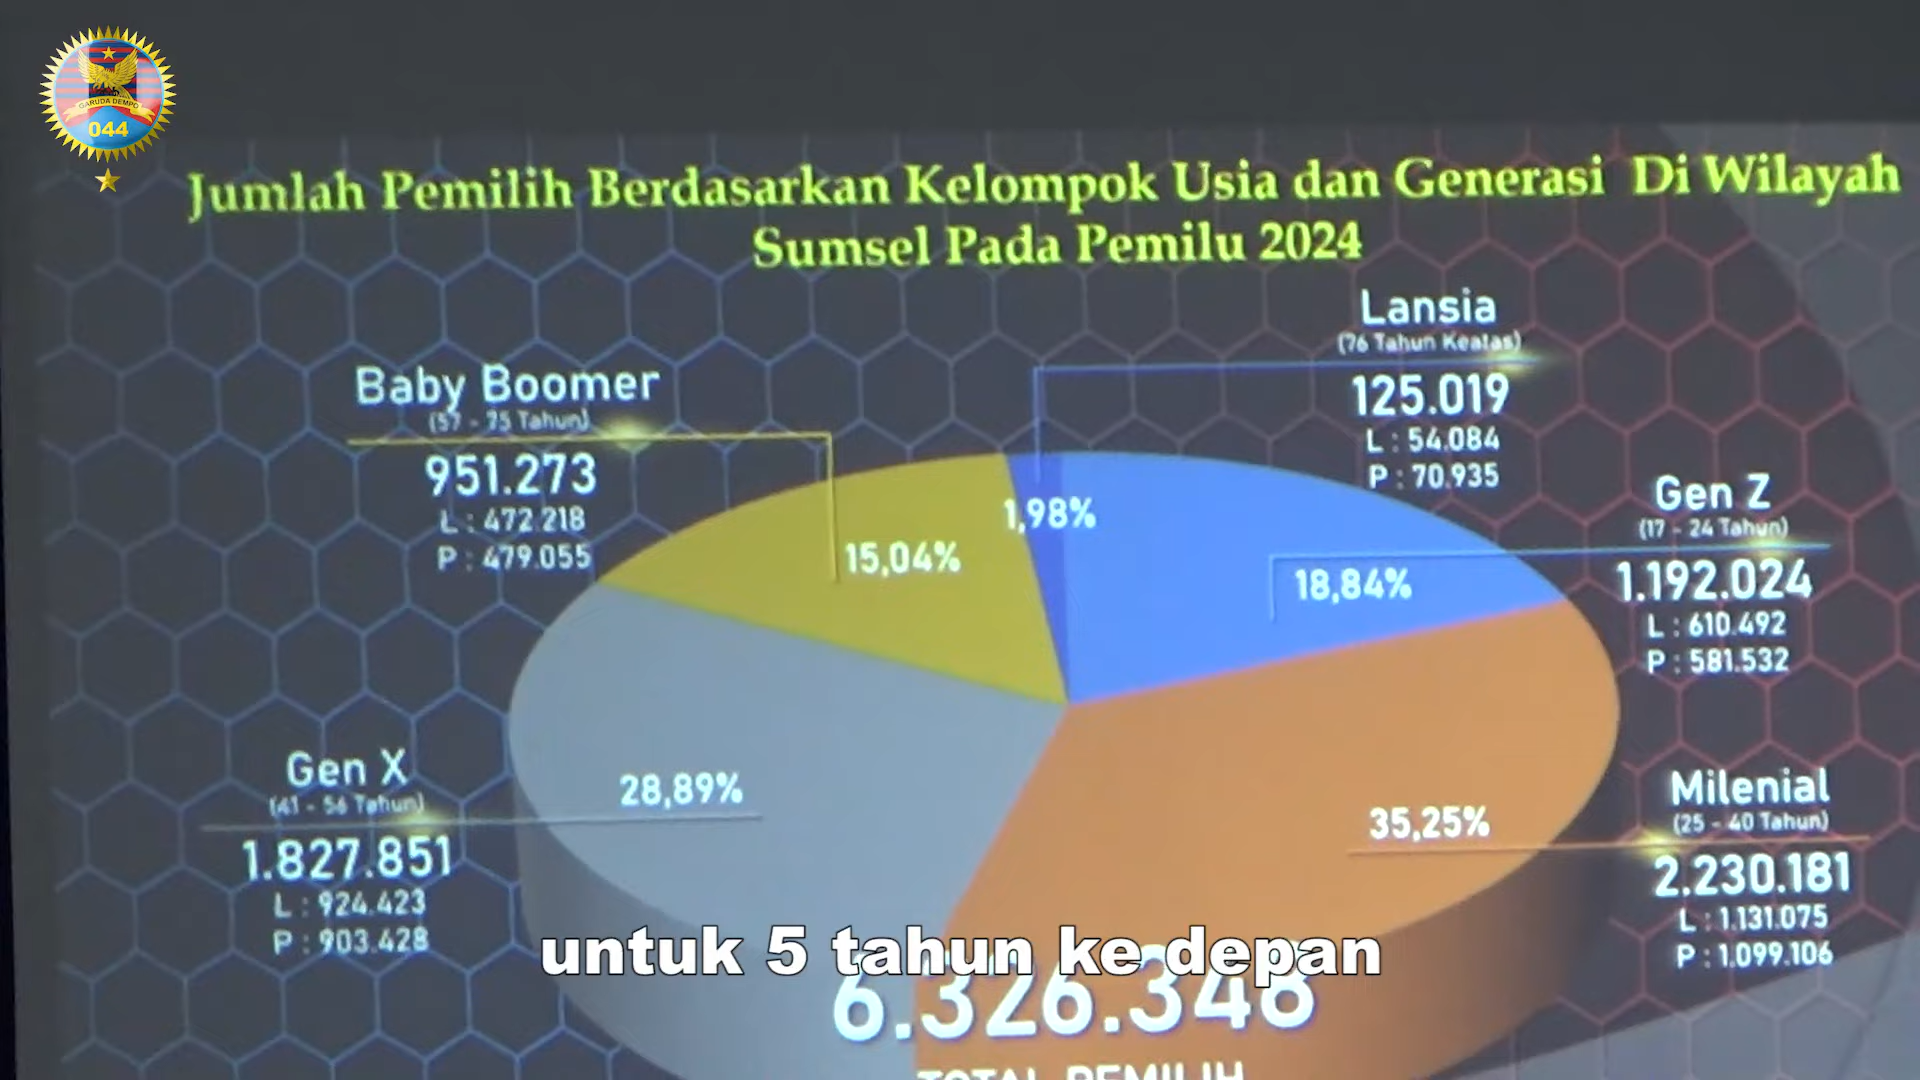 GARUDA DEMPO
044
Jumlah Pemilih Berdasarkan Kelompok Usia dan Generasi Di Wilayah
Sumsel Pada Pemilu 2024
Lansia
(76 Tahun Keatas)
125.019
L : 54.084
P : 70.935
Baby Boomer
(57 - 75 Tahun)
951.273
L : 472.218
P : 479.055
1,98%
15,04%
18,84%
Gen Z
(17 - 24 Tahun)
1.192.024
L : 610.492
P : 581.532
Gen X
(41 - 56 Tahun)
1.827.851
L : 924.423
P : 903.428
28,89%
35,25%
Milenial
(25 - 40 Tahun)
2.230.181
L : 1.131.075
P : 1.099.106
untuk 5 tahun ke depan
6.326.348
TOTAL PEMILIH